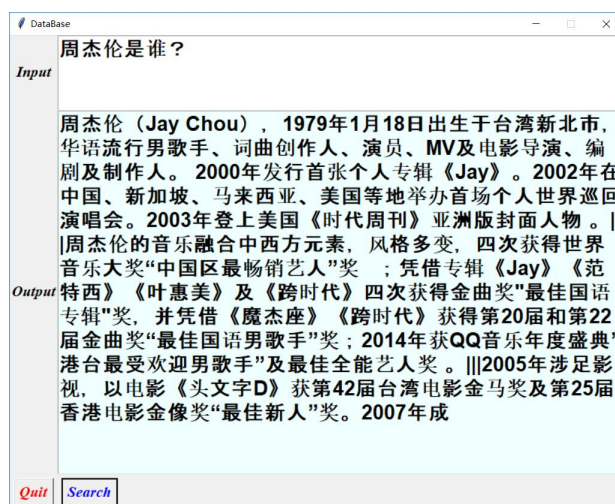 DataBase
Input
周杰伦是谁？
Output
周杰伦（Jay Chou），1979年1月18日出生于台湾新北市，
华语流行男歌手、词曲创作人、演员、MV及电影导演、编
剧及制作人。 2000年发行首张个人专辑《Jay》。2002年在
中国、新加坡、马来西亚、美国等地举办首场个人世界巡回
演唱会。2003年登上美国《时代周刊》亚洲版封面人物 。|
|周杰伦的音乐融合中西方元素，风格多变，四次获得世界
音乐大奖“中国区最畅销艺人”奖 ；凭借专辑《Jay》《范
特西》《叶惠美》及《跨时代》四次获得金曲奖"最佳国语
专辑"奖，并凭借《魔杰座》《跨时代》获得第20届和第22
届金曲奖“最佳国语男歌手”奖；2014年获QQ音乐年度盛典”
港台最受欢迎男歌手”及最佳全能艺人奖 。|||2005年涉足影
视，以电影《头文字D》获第42届台湾电影金马奖及第25届
香港电影金像奖“最佳新人”奖。2007年成
Quit
Search